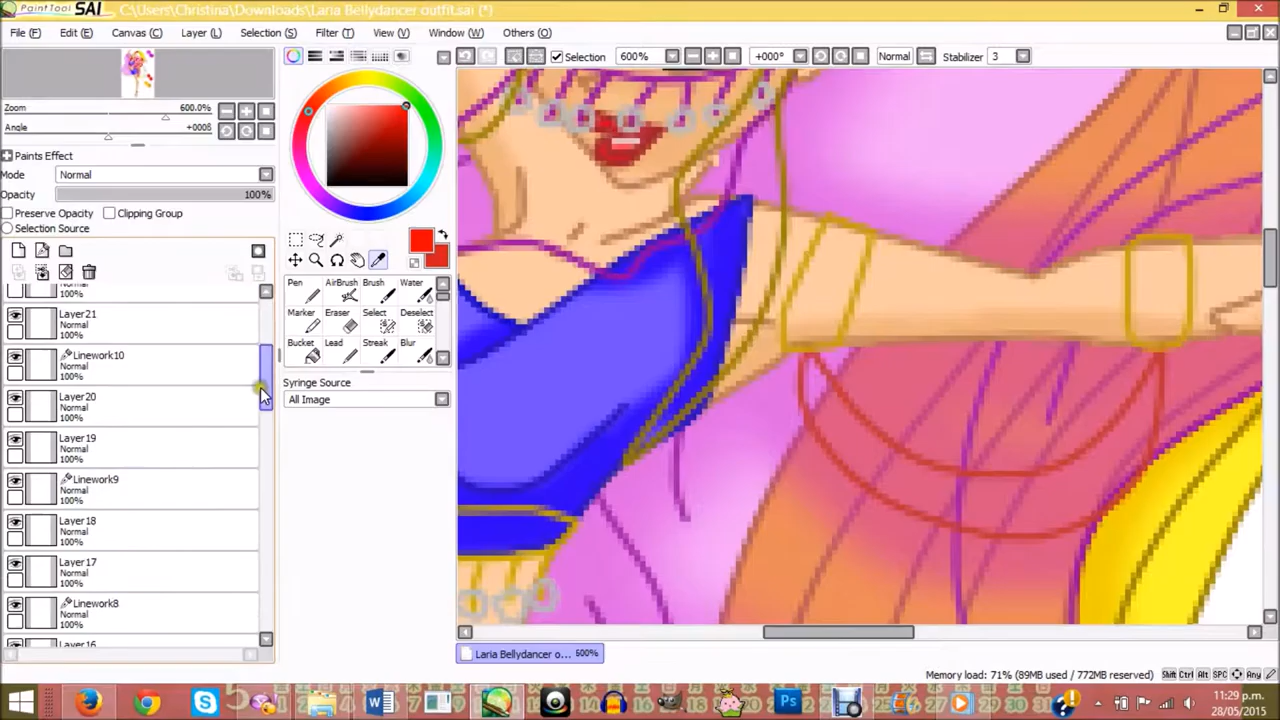 PaintTool SAI C:\Users\Christina\Downloads\Laria Bellydancer outfit.sai (*)
File (F) Edit (E) Canvas (C) Layer (L) Selection (S) Filter (T) View (V) Window (W) Others (O)
Selection 600% +000° Normal Stabilizer 3
Zoom 600.0%
Angle +000°
Paints Effect
Mode Normal
Opacity 100%
Preserve Opacity Clipping Group
Selection Source
100%
Layer21
Normal
100%
Linework10
Normal
100%
Layer20
Normal
100%
Layer19
Normal
100%
Linework9
Normal
100%
Layer18
Normal
100%
Layer17
Normal
100%
Linework8
Normal
100%
Layer16
Pen AirBrush Brush Water
Marker Eraser Select Deselect
Bucket Lead Streak Blur
Syringe Source
All Image
Laria Bellydancer o... 600%
Memory load: 71% (89MB used / 772MB reserved) Shift Ctrl Alt SPC Any
11:29 p.m.
28/05/2015